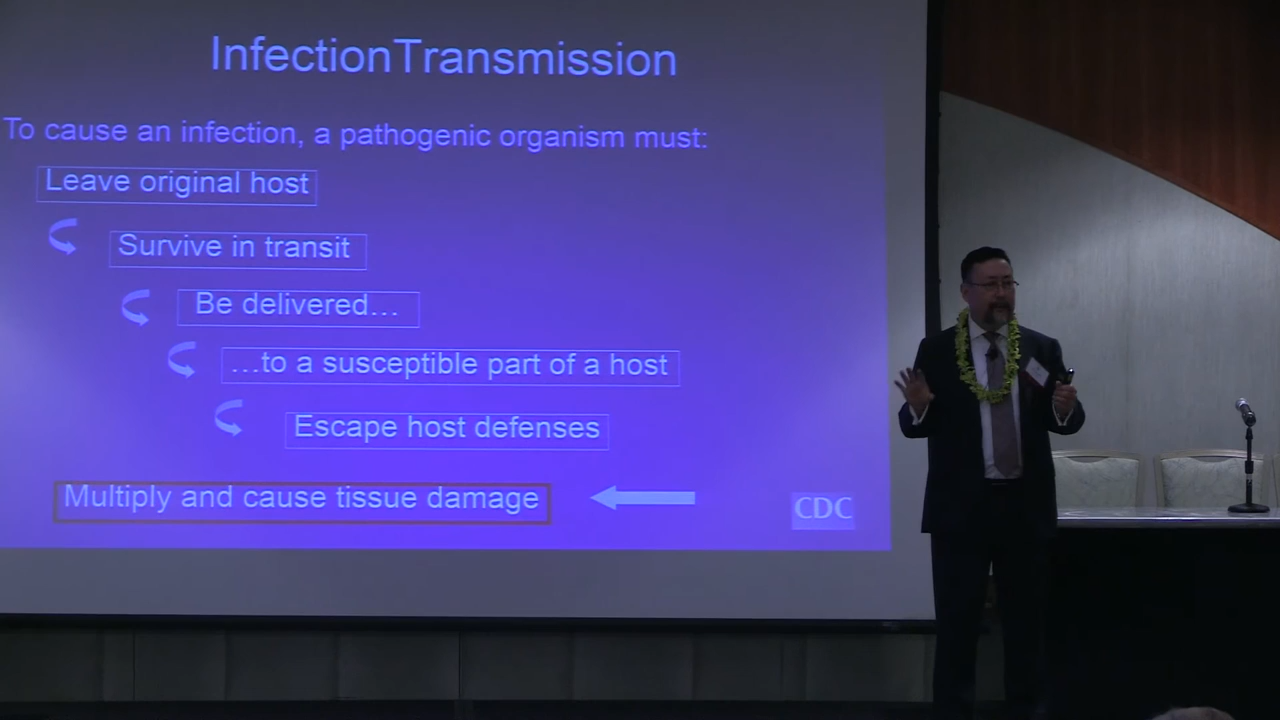 InfectionTransmission
To cause an infection, a pathogenic organism must:
Leave original host
Survive in transit
Be delivered…
…to a susceptible part of a host
Escape host defenses
Multiply and cause tissue damage
CDC